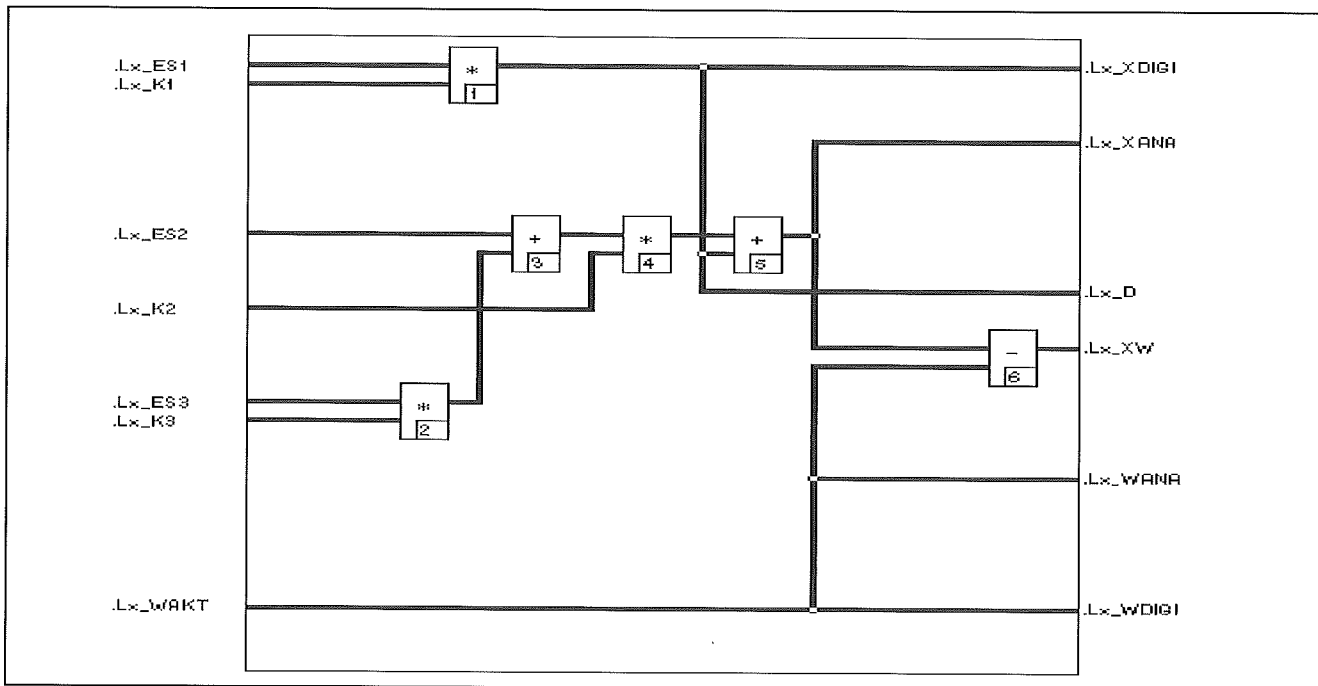 .Lx_ES1
.Lx_K1
*
1
.Lx_XDIGI
.Lx_XANA
.Lx_ES2
+
3
*
4
+
5
.Lx_D
.Lx_K2
.Lx_XW
-
6
.Lx_ES3
.Lx_K3
*
2
.Lx_WANA
.Lx_WAKT
.Lx_WDIGI